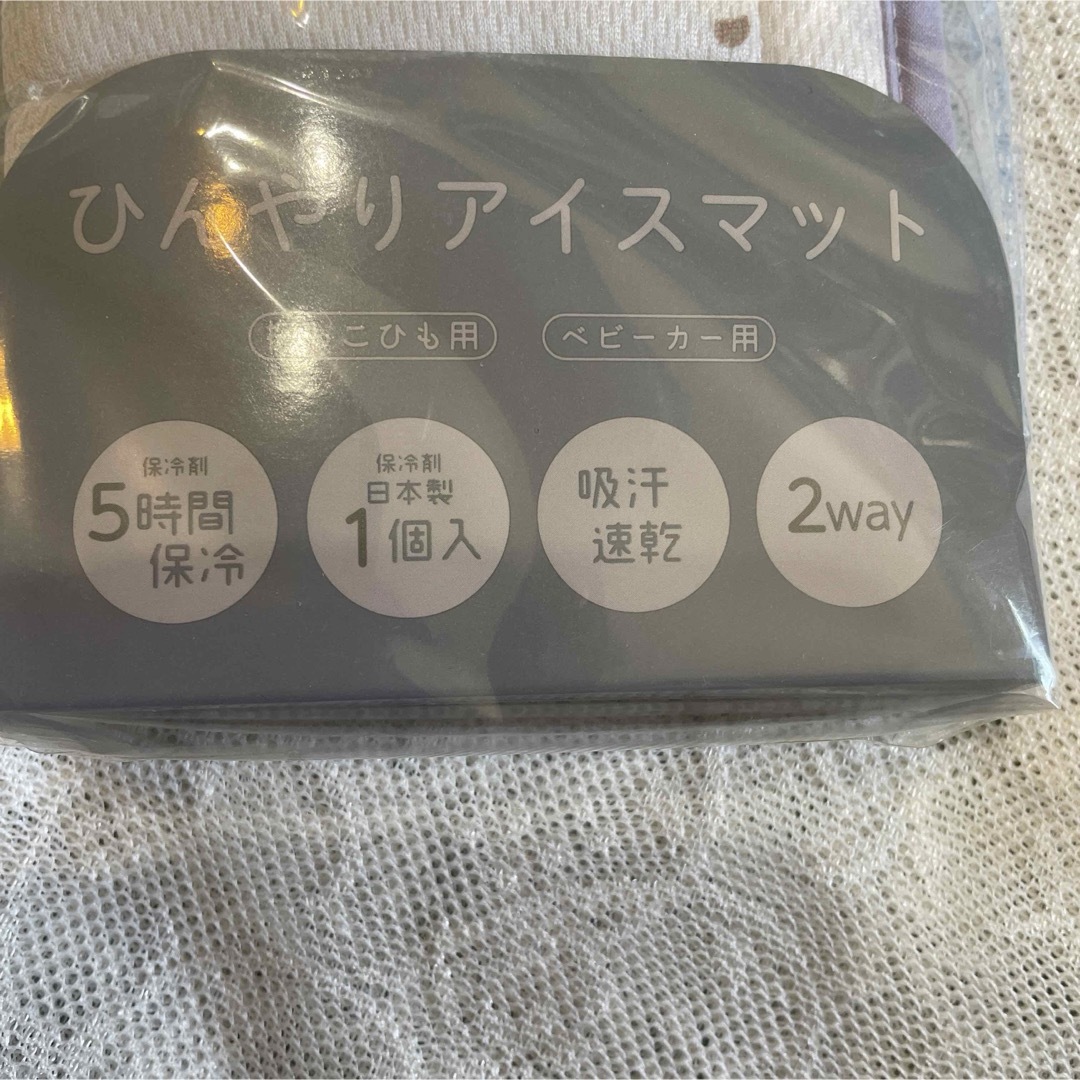 ひんやりアイスマット
こひも用
ベビーカー用
保冷剤
5時間
保冷
保冷剤
日本製
1個入
吸汗
速乾
2way